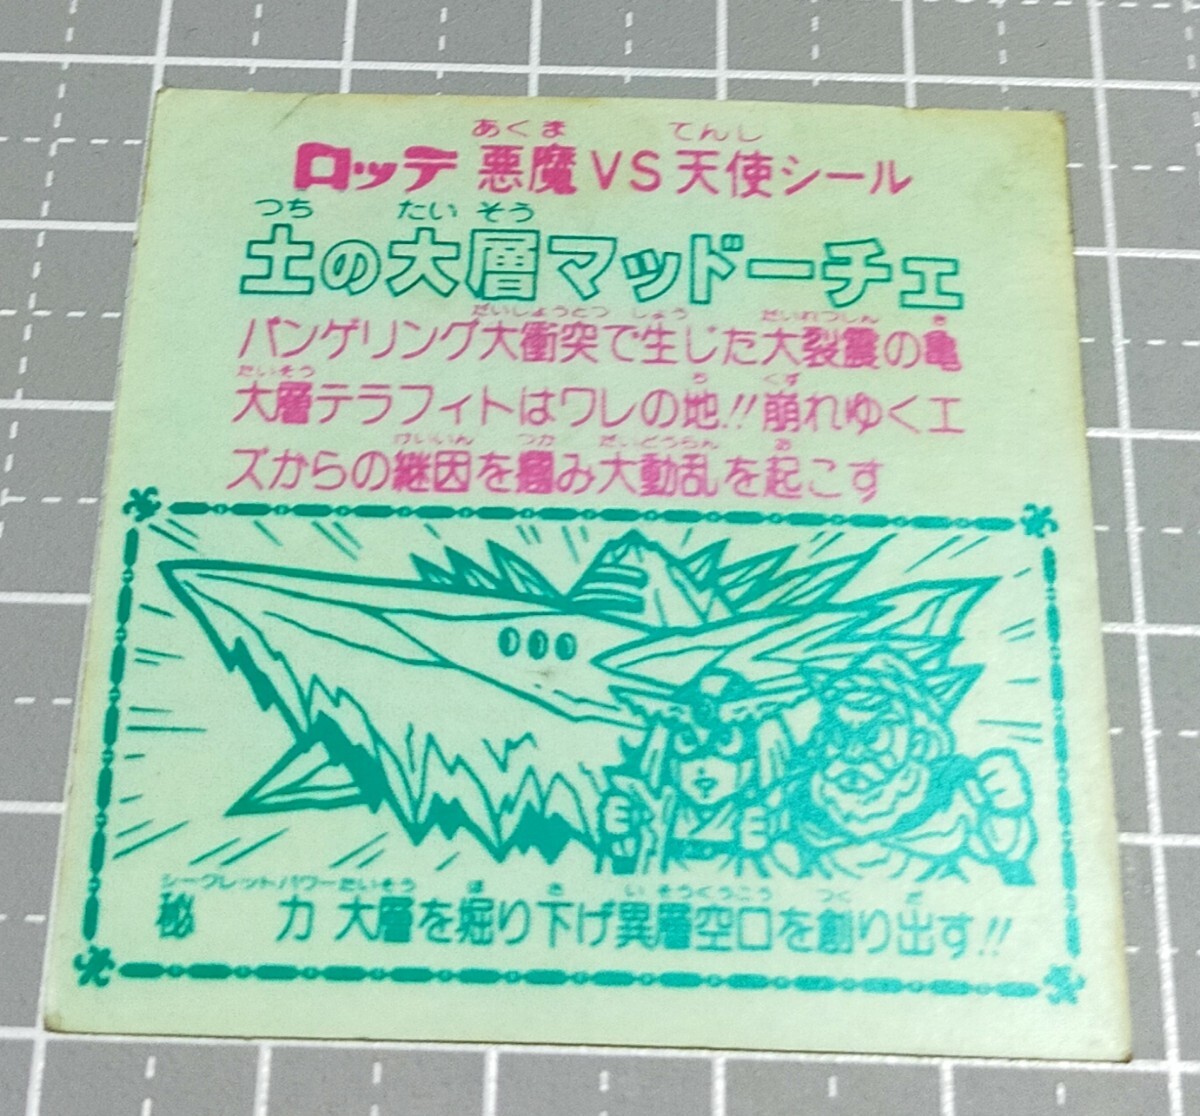 あくま てんし
ロッテ 悪魔VS天使シール
つち たい そう
土の大層マッドーチェ
だいしょうとつ しょう だいれつしん き
パンゲリング大衝突で生じた大裂震の亀
たいそう ち くず
大層テラフィトはワレの地!!崩れゆくエ
けいいん つか だいどうらん お
ズからの継因を摑み大動乱を起こす
シークレットパワー たいそう ほ さ い そうくうこう つく だ
秘 力 大層を掘り下げ異層空口を創り出す!!